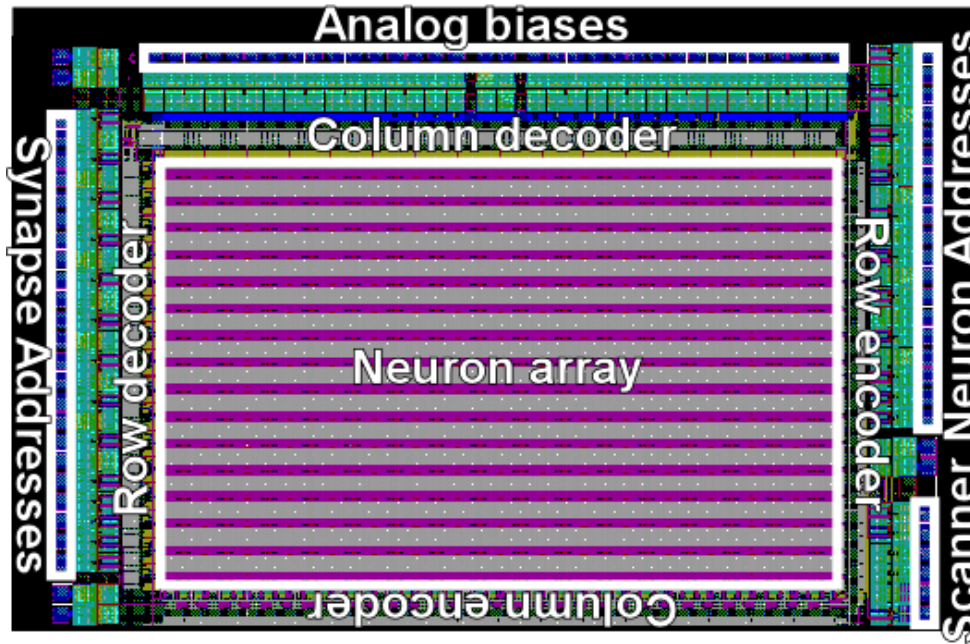 Analog biases
Column decoder
Synapse Addresses
Row decoder
Neuron array
Row encoder
Neuron Addresses
Scanner
Column encoder